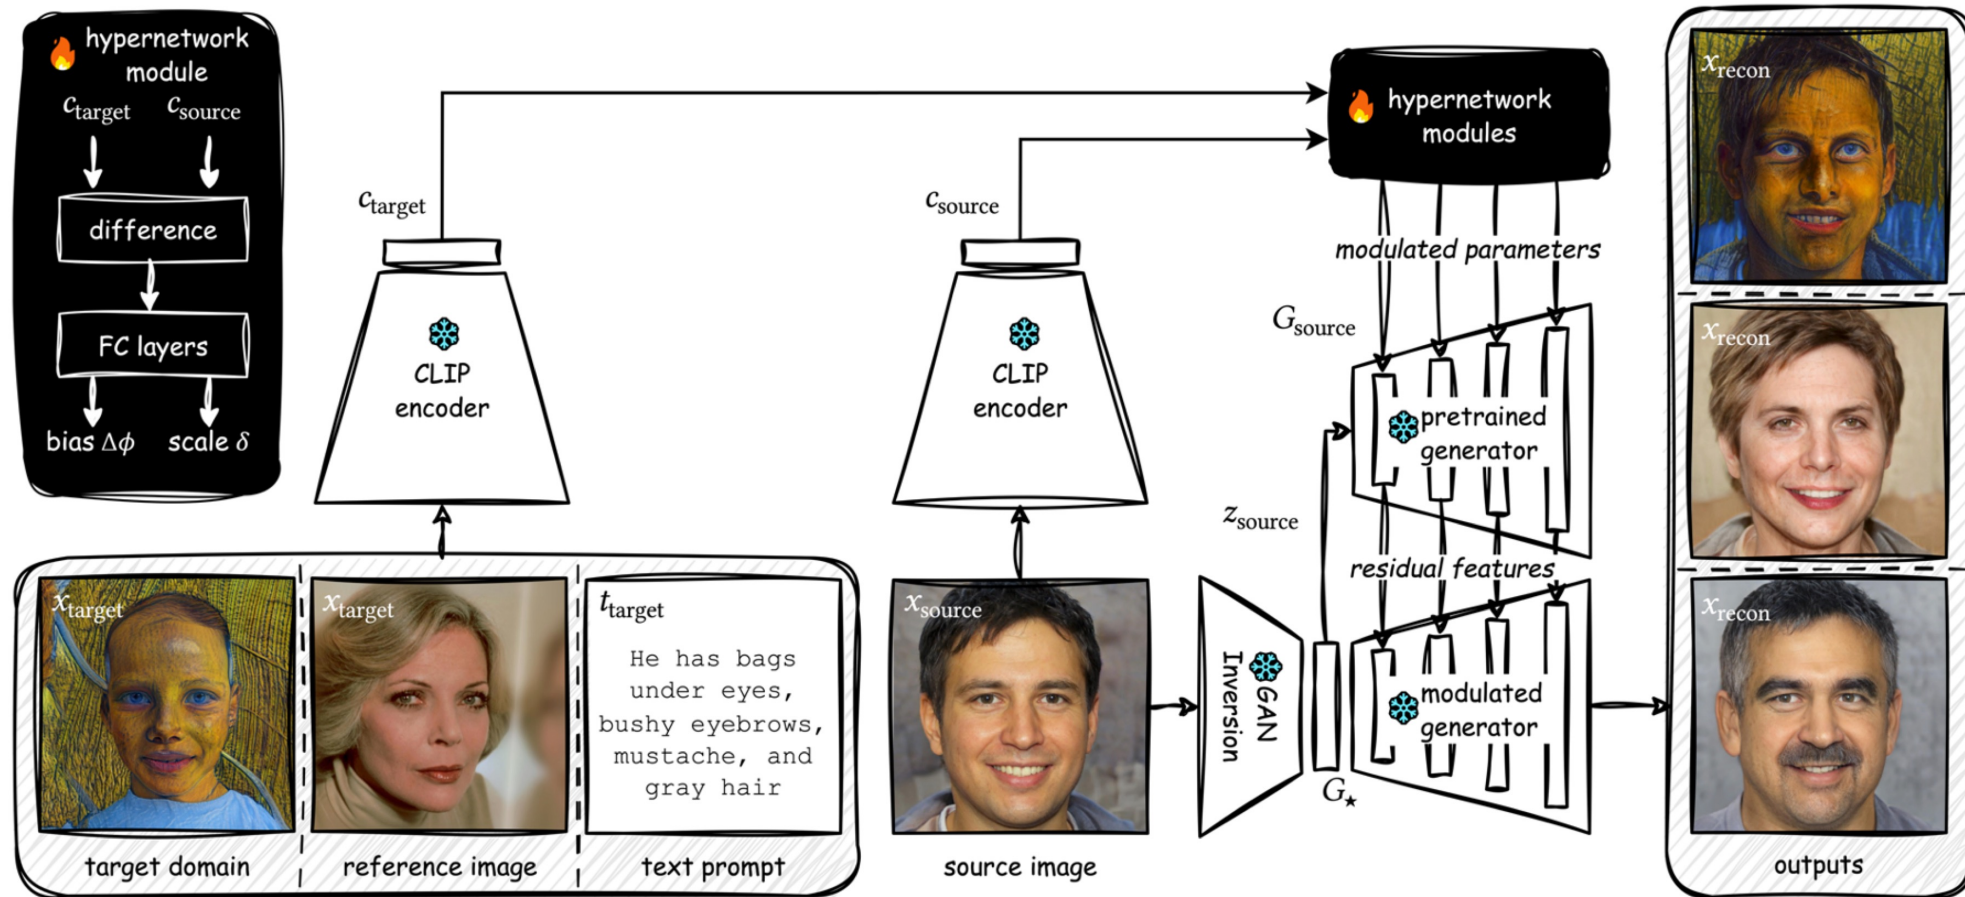 hypernetwork
module
c_target
c_source
difference
FC layers
bias Δϕ
scale δ
c_target
CLIP
encoder
c_source
CLIP
encoder
hypernetwork
modules
modulated parameters
G_source
pretrained
generator
z_source
residual features
GAN
Inversion
G_★
modulated
generator
x_target
target domain
x_target
reference image
t_target
He has bags
under eyes,
bushy eyebrows,
mustache, and
gray hair
text prompt
x_source
source image
x_recon
x_recon
x_recon
outputs